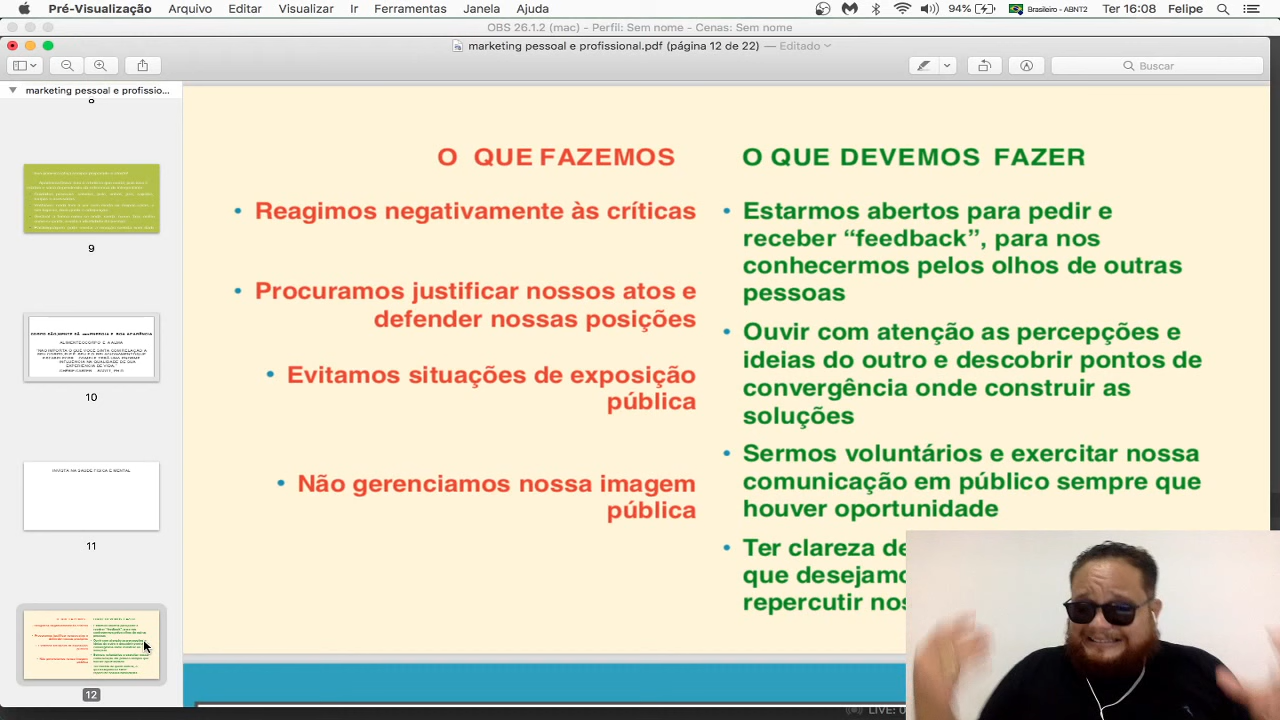 Pré-Visualização Arquivo Editar Visualizar Ir Ferramentas Janela Ajuda 94% Brasileiro - ABNT2 Ter 16:08 Felipe
OBS 26.1.2 (mac) - Perfil: Sem nome - Cenas: Sem nome
marketing pessoal e profissional.pdf (página 12 de 22) — Editado
Buscar
marketing pessoal e profissio...
8
9
10
11
12
O QUE FAZEMOS
• Reagimos negativamente às críticas
• Procuramos justificar nossos atos e
defender nossas posições
• Evitamos situações de exposição
pública
• Não gerenciamos nossa imagem
pública
O QUE DEVEMOS FAZER
• Estarmos abertos para pedir e
receber “feedback”, para nos
conhecermos pelos olhos de outras
pessoas
• Ouvir com atenção as percepções e
ideias do outro e descobrir pontos de
convergência onde construir as
soluções
• Sermos voluntários e exercitar nossa
comunicação em público sempre que
houver oportunidade
• Ter clareza de
que desejamo
repercutir nos
LIVE: